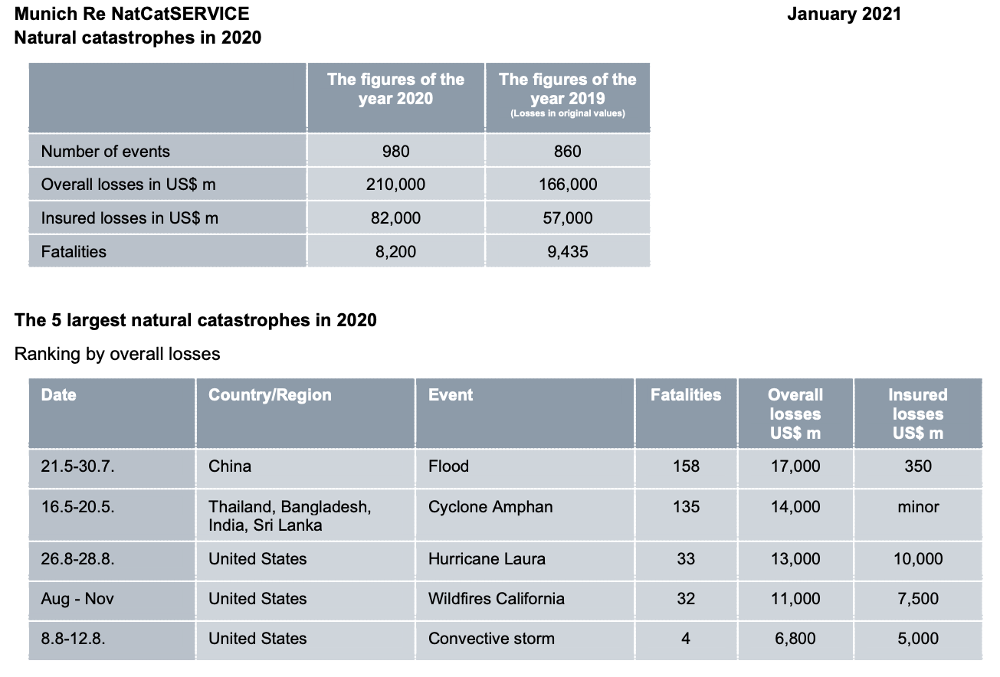 Munich Re NatCatSERVICE January 2021
Natural catastrophes in 2020
The figures of the year 2020 The figures of the year 2019 (Losses in original values)
Number of events 980 860
Overall losses in US$ m 210,000 166,000
Insured losses in US$ m 82,000 57,000
Fatalities 8,200 9,435
The 5 largest natural catastrophes in 2020
Ranking by overall losses
Date Country/Region Event Fatalities Overall losses US$ m Insured losses US$ m
21.5-30.7. China Flood 158 17,000 350
16.5-20.5. Thailand, Bangladesh, India, Sri Lanka Cyclone Amphan 135 14,000 minor
26.8-28.8. United States Hurricane Laura 33 13,000 10,000
Aug - Nov United States Wildfires California 32 11,000 7,500
8.8-12.8. United States Convective storm 4 6,800 5,000